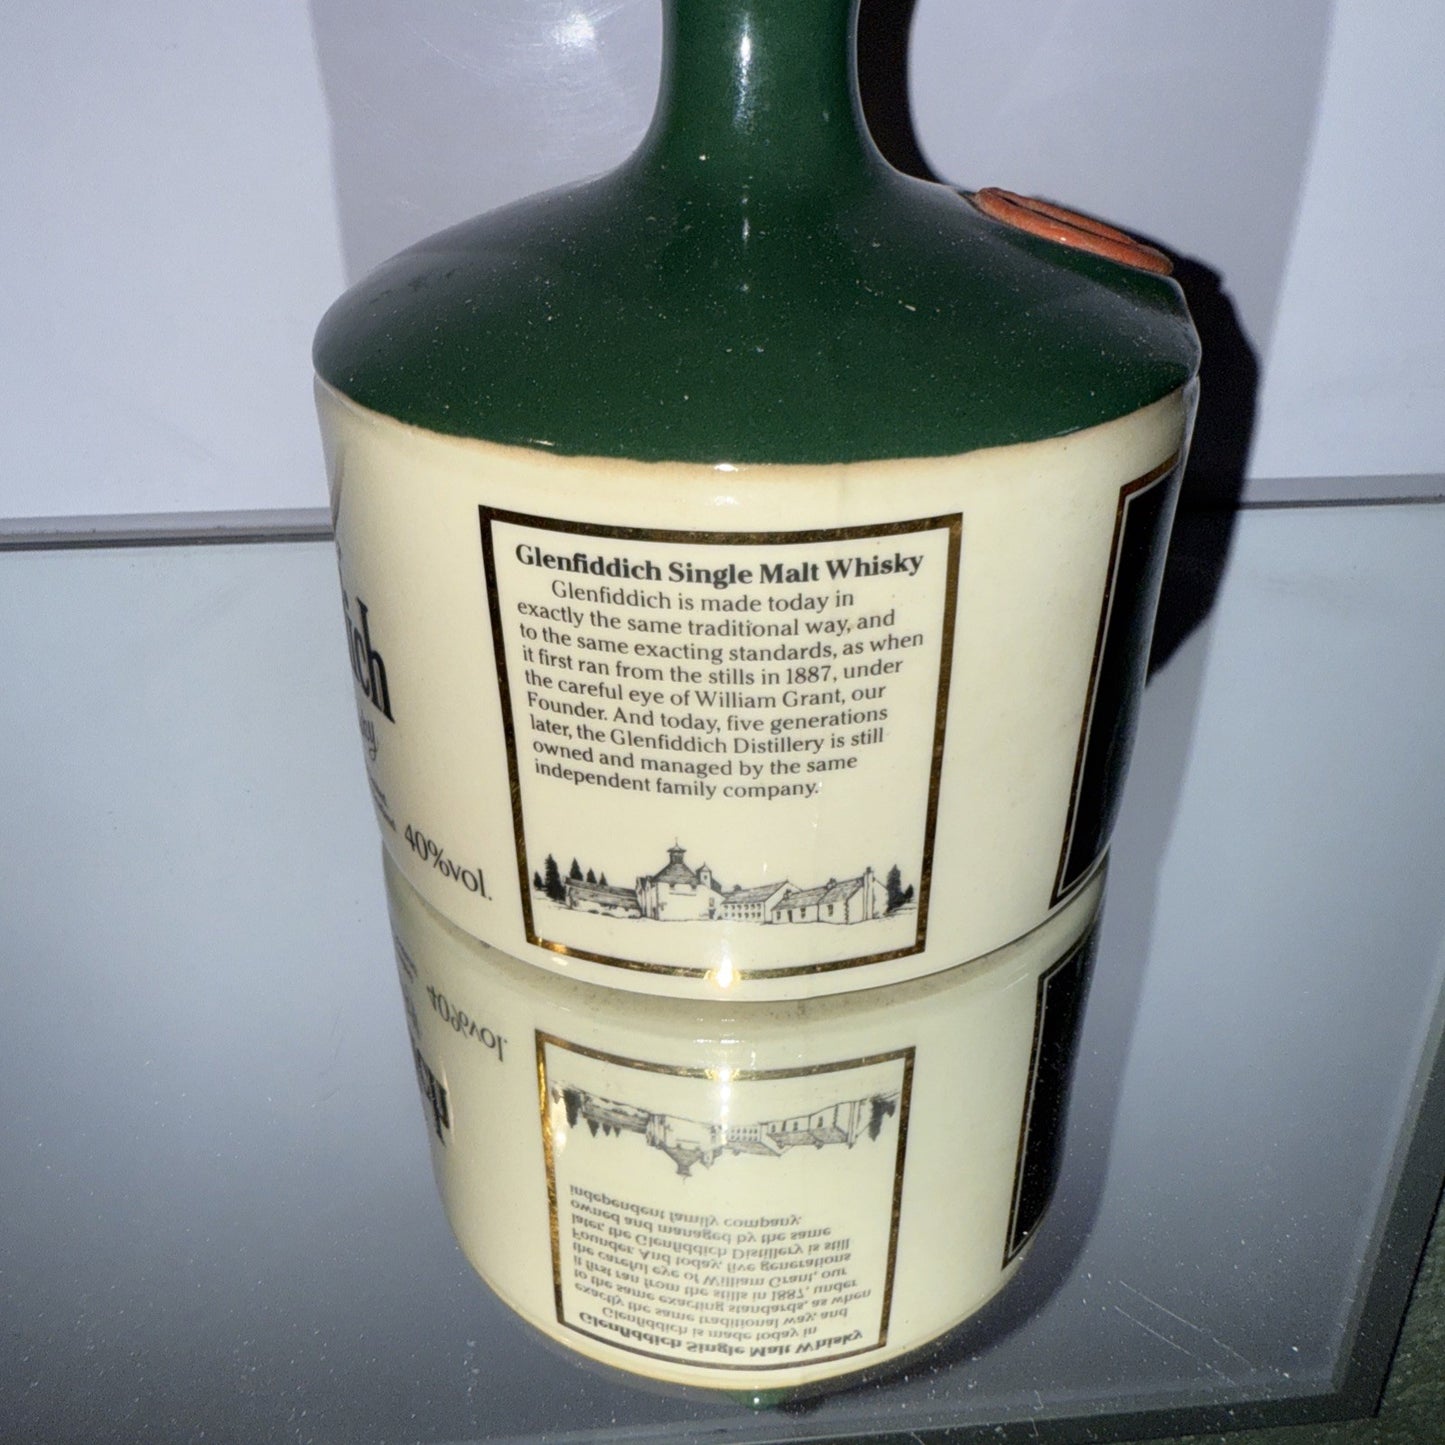 Glenfiddich Single Malt Whisky
Glenfiddich is made today in
exactly the same traditional way, and
to the same exacting standards, as when
it first ran from the stills in 1887, under
the careful eye of William Grant, our
Founder. And today, five generations
later, the Glenfiddich Distillery is still
owned and managed by the same
independent family company.
40%vol.